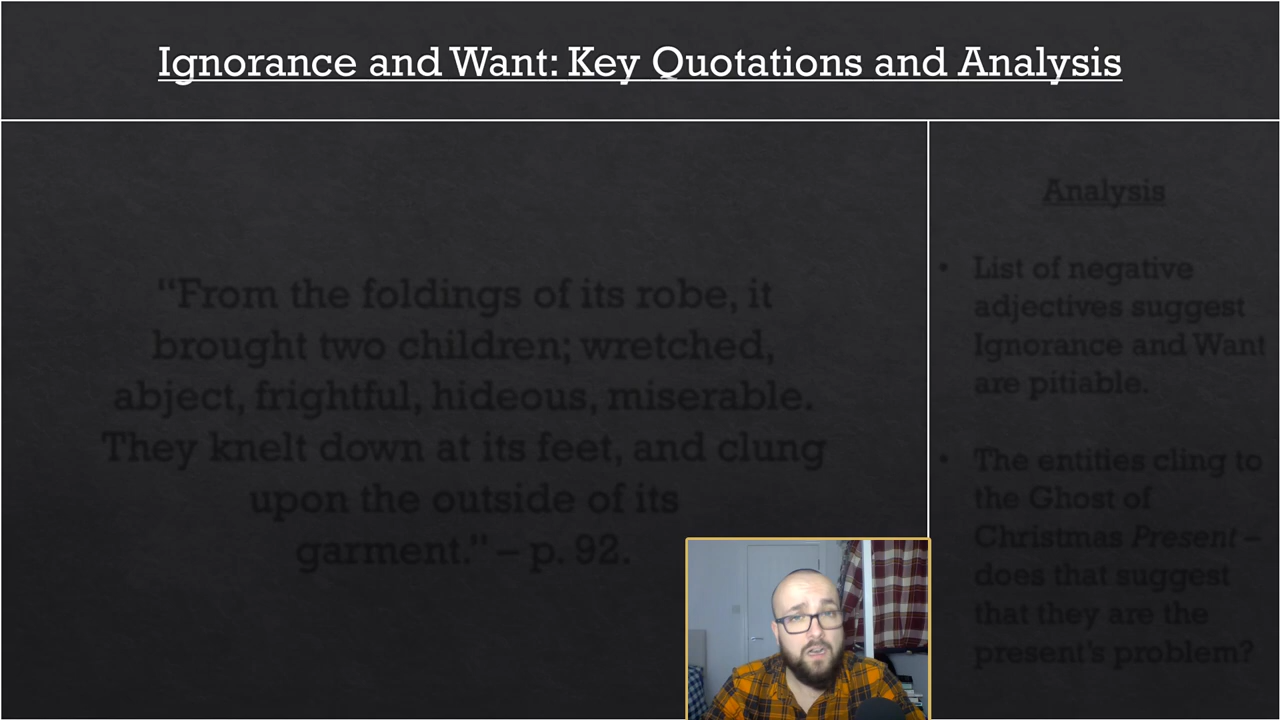 Ignorance and Want: Key Quotations and Analysis
"From the foldings of its robe, it
brought two children; wretched,
abject, frightful, hideous, miserable.
They knelt down at its feet, and clung
upon the outside of its
garment." – p. 92.
Analysis
• List of negative
adjectives suggest
Ignorance and Want
are pitiable.
• The entities cling to
the Ghost of
Christmas Present –
does that suggest
that they are the
present's problem?